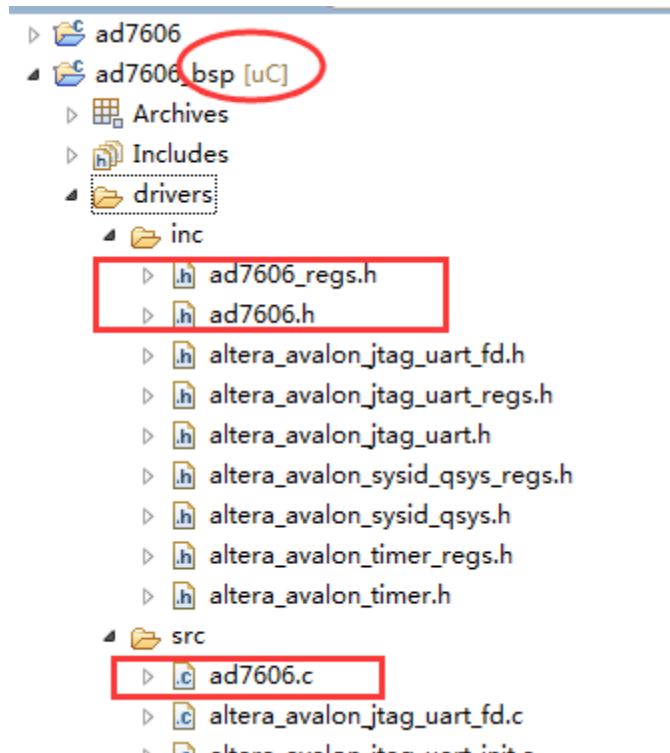 ad7606
ad7606_bsp [uC]
Archives
Includes
drivers
inc
ad7606_regs.h
ad7606.h
altera_avalon_jtag_uart_fd.h
altera_avalon_jtag_uart_regs.h
altera_avalon_jtag_uart.h
altera_avalon_sysid_qsys_regs.h
altera_avalon_sysid_qsys.h
altera_avalon_timer_regs.h
altera_avalon_timer.h
src
ad7606.c
altera_avalon_jtag_uart_fd.c